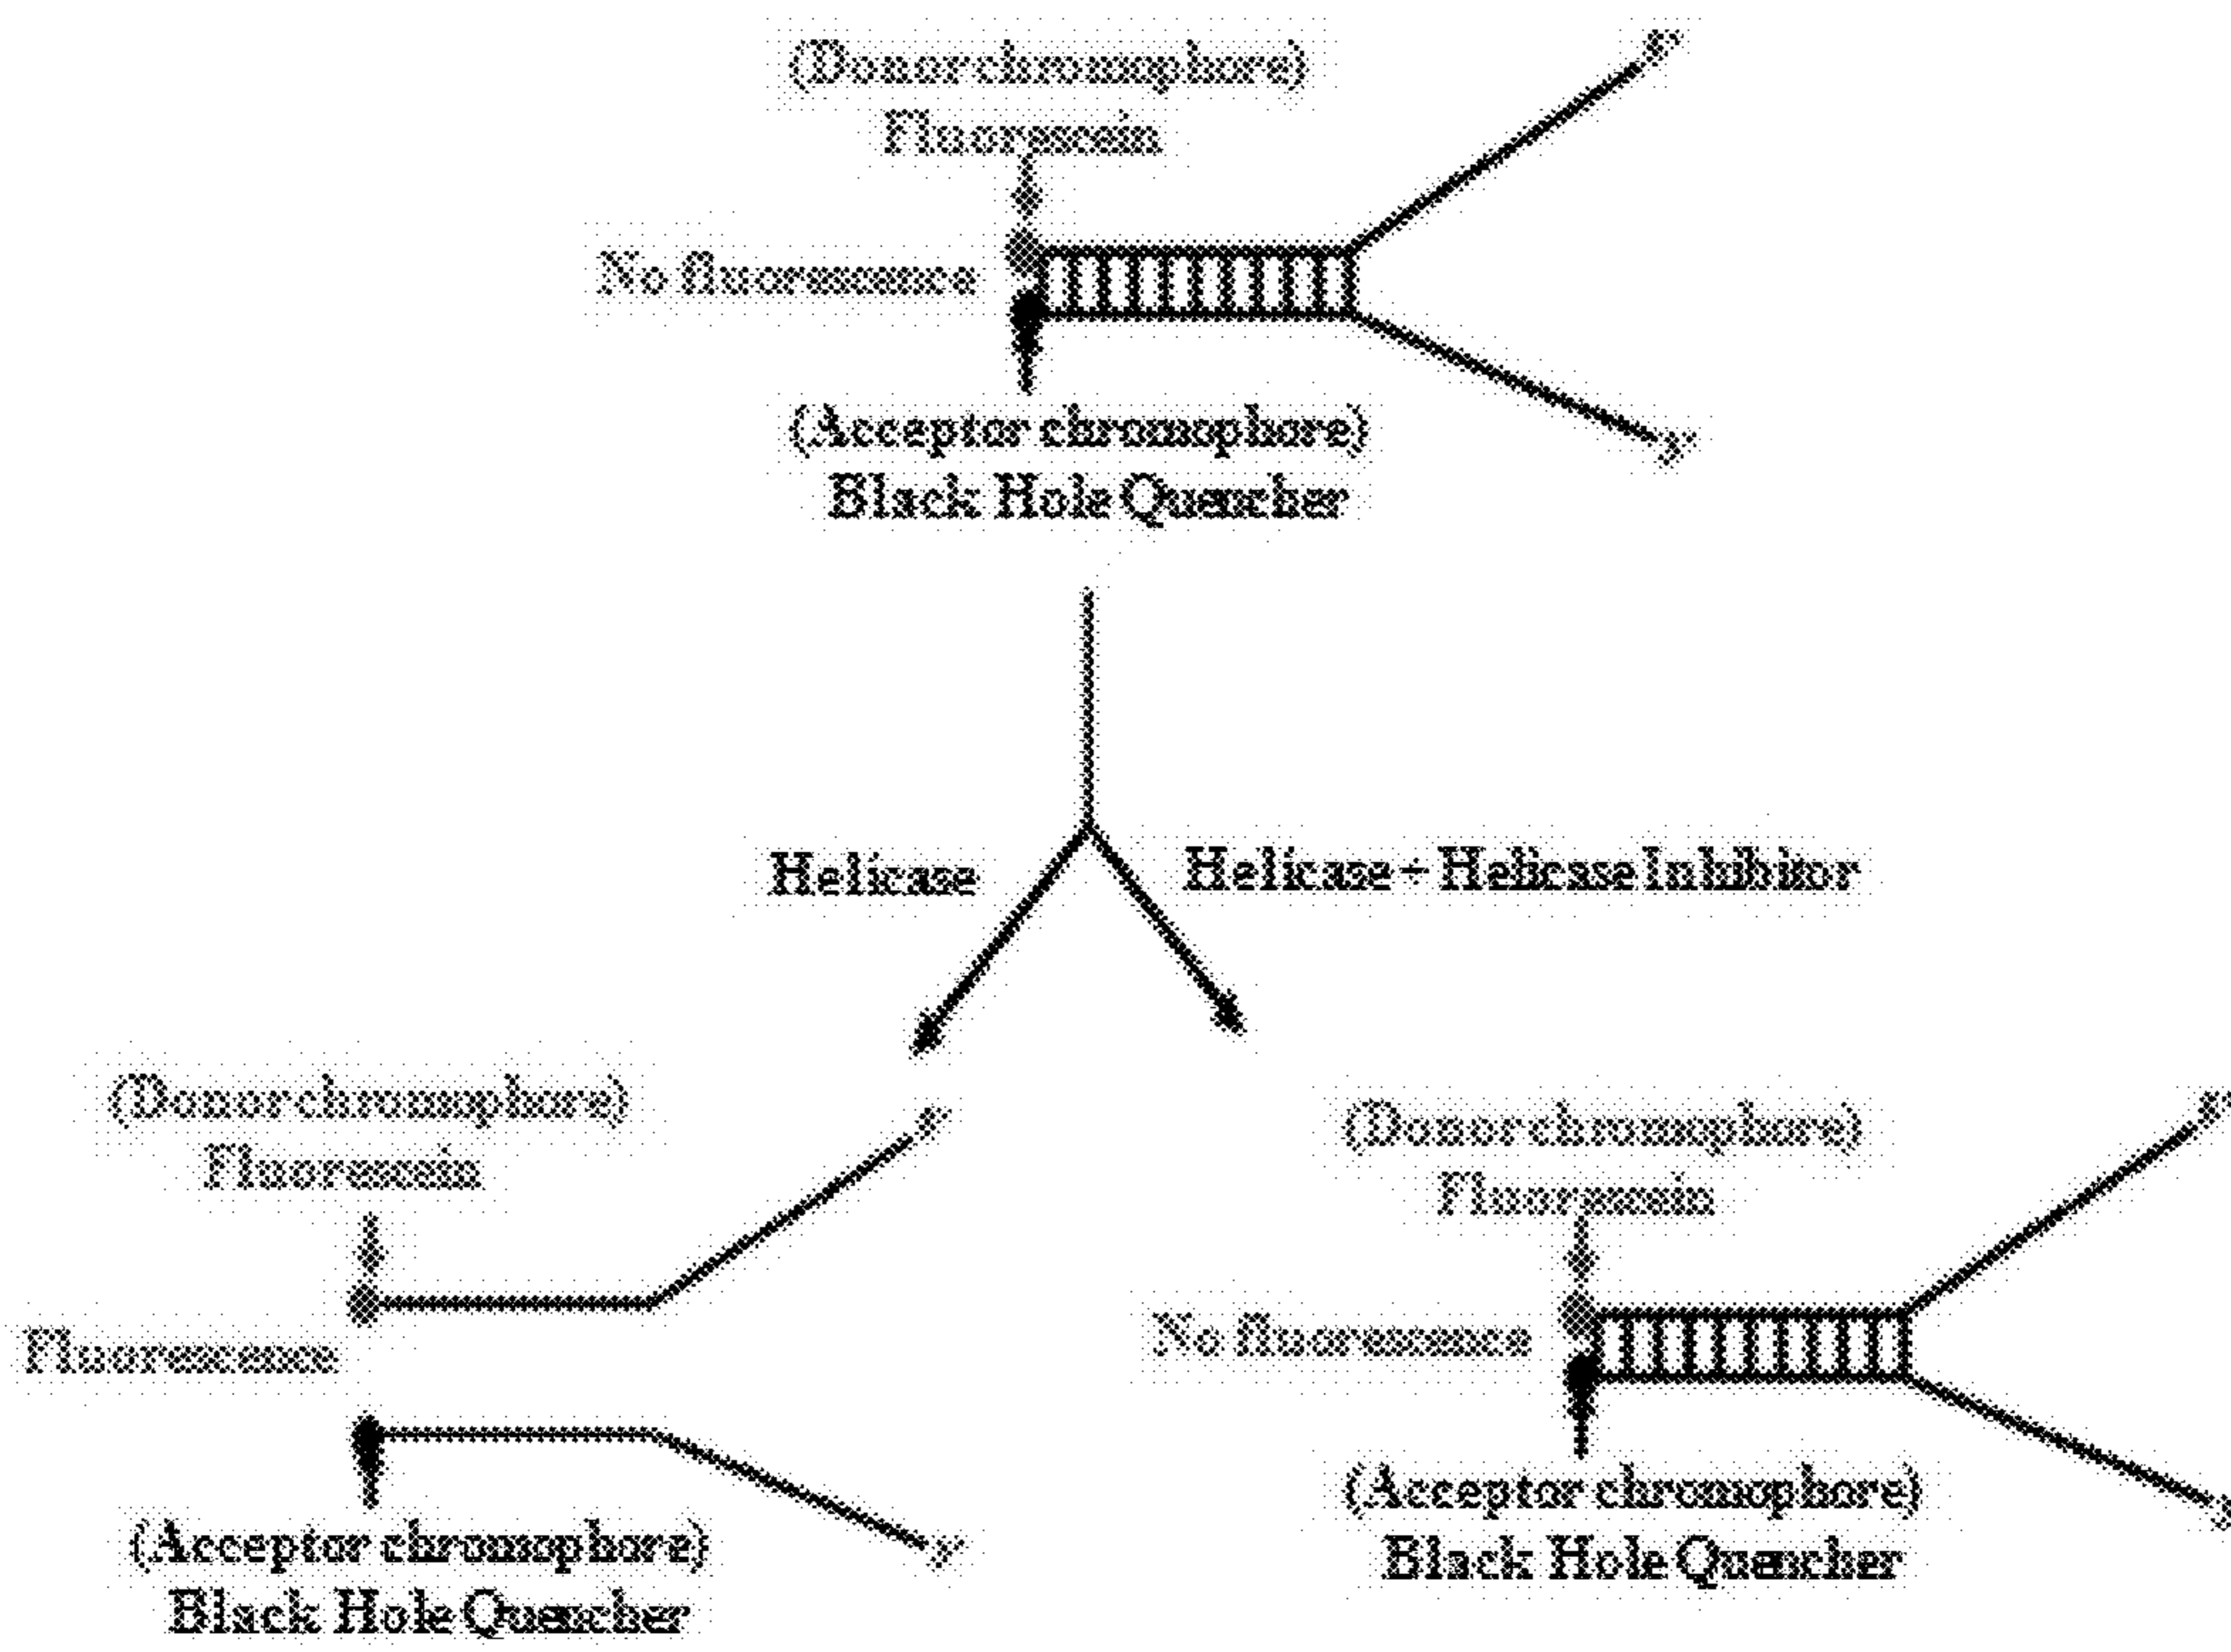 (Donor chromophore)
Fluorescein
No fluorescence
(Acceptor chromophore)
Black Hole Quencher
Helicase
Helicase + Helicase Inhibitor
(Donor chromophore)
Fluorescein
Fluorescence
(Acceptor chromophore)
Black Hole Quencher
(Donor chromophore)
Fluorescein
No fluorescence
(Acceptor chromophore)
Black Hole Quencher